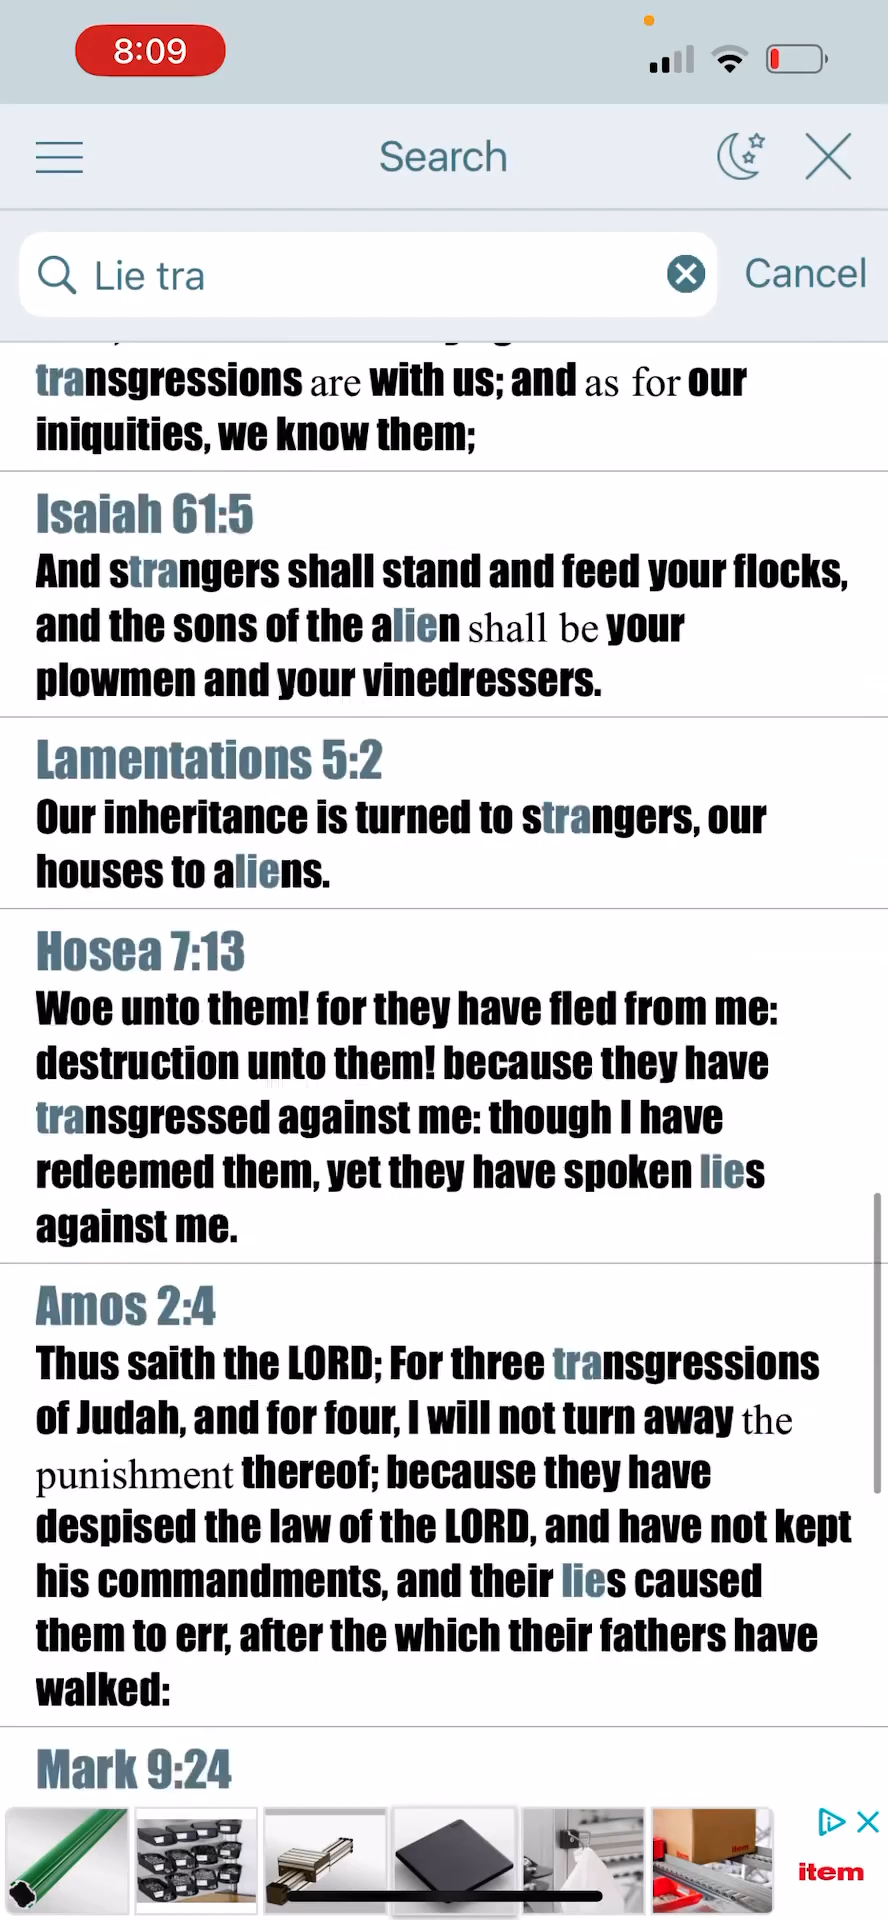 8:09
Search
Lie tra
Cancel
transgressions are with us; and as for our
iniquities, we know them;
Isaiah 61:5
And strangers shall stand and feed your flocks,
and the sons of the alien shall be your
plowmen and your vinedressers.
Lamentations 5:2
Our inheritance is turned to strangers, our
houses to aliens.
Hosea 7:13
Woe unto them! for they have fled from me:
destruction unto them! because they have
transgressed against me: though I have
redeemed them, yet they have spoken lies
against me.
Amos 2:4
Thus saith the LORD; For three transgressions
of Judah, and for four, I will not turn away the
punishment thereof; because they have
despised the law of the LORD, and have not kept
his commandments, and their lies caused
them to err, after the which their fathers have
walked:
Mark 9:24
item